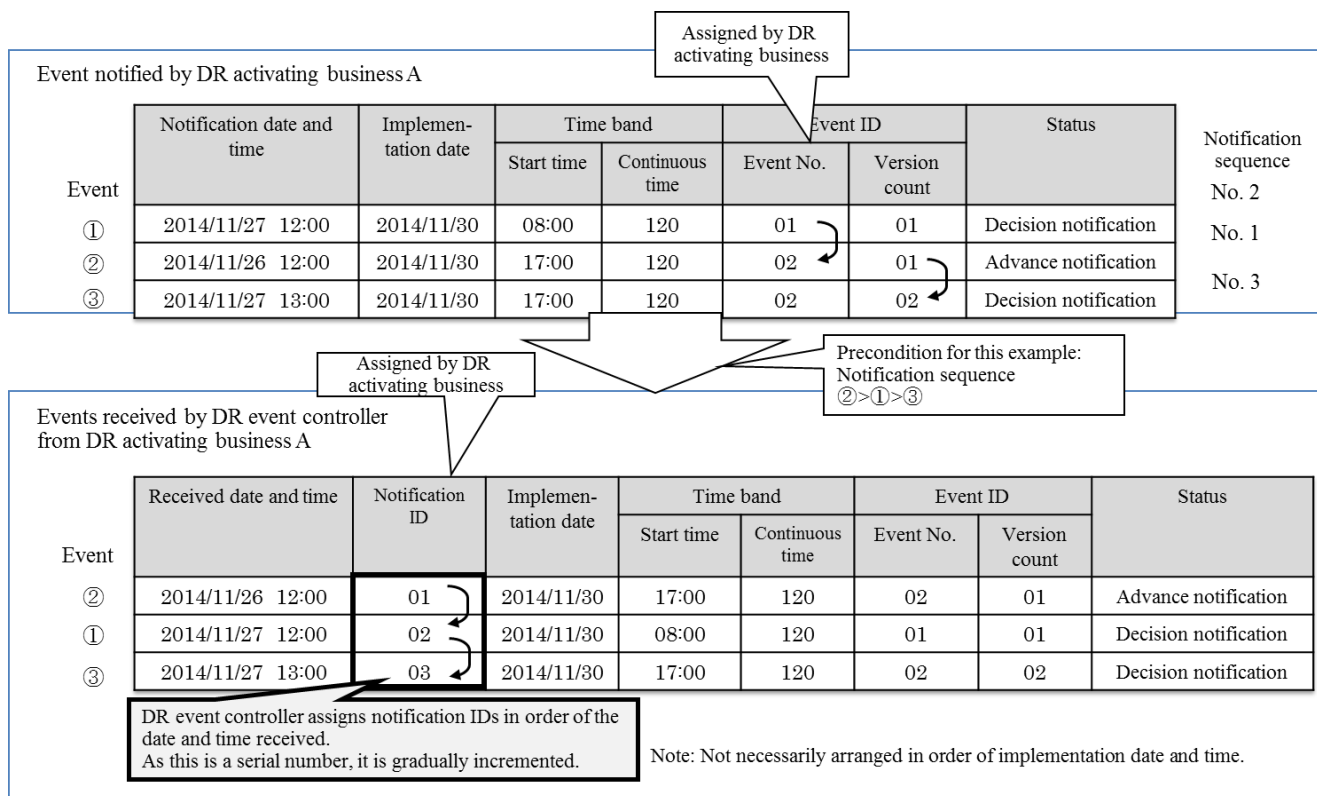 Assigned by DR
activating business
Event notified by DR activating business A
Notification date and time | Implemen-tation date | Time band | Event ID | Status
Start time | Continuous time | Event No. | Version count
Notification
sequence
Event
No. 2
① 2014/11/27 12:00 2014/11/30 08:00 120 01 01 Decision notification No. 1
② 2014/11/26 12:00 2014/11/30 17:00 120 02 01 Advance notification
③ 2014/11/27 13:00 2014/11/30 17:00 120 02 02 Decision notification No. 3
Assigned by DR
activating business
Precondition for this example:
Notification sequence
②>①>③
Events received by DR event controller
from DR activating business A
Received date and time | Notification ID | Implemen-tation date | Time band | Event ID | Status
Start time | Continuous time | Event No. | Version count
Event
② 2014/11/26 12:00 01 2014/11/30 17:00 120 02 01 Advance notification
① 2014/11/27 12:00 02 2014/11/30 08:00 120 01 01 Decision notification
③ 2014/11/27 13:00 03 2014/11/30 17:00 120 02 02 Decision notification
DR event controller assigns notification IDs in order of the
date and time received.
As this is a serial number, it is gradually incremented.
Note: Not necessarily arranged in order of implementation date and time.